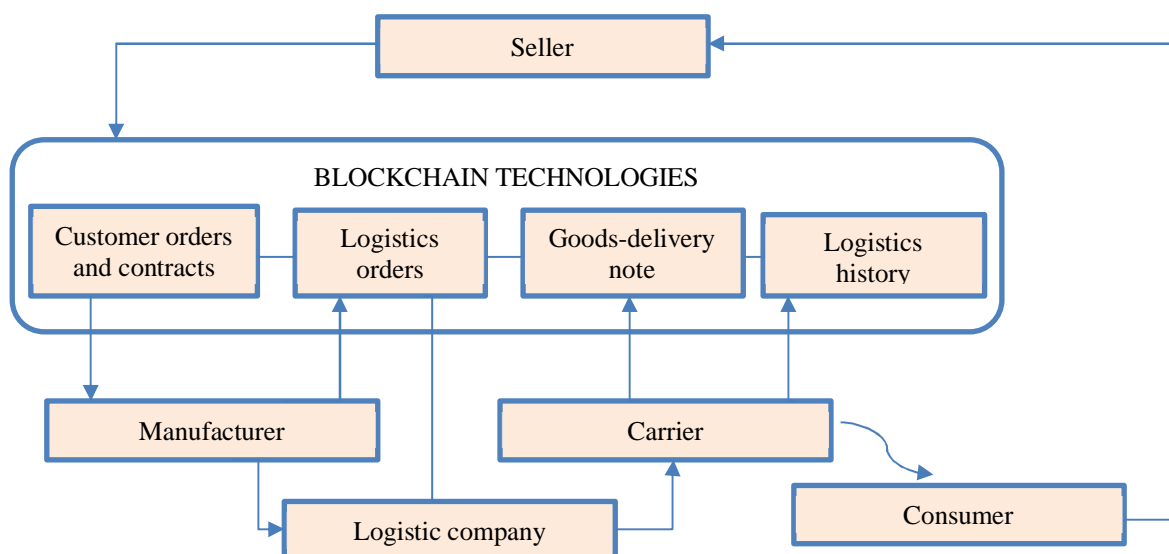 Seller
BLOCKCHAIN TECHNOLOGIES
Customer orders
and contracts
Logistics
orders
Goods-delivery
note
Logistics
history
Manufacturer
Carrier
Logistic company
Consumer